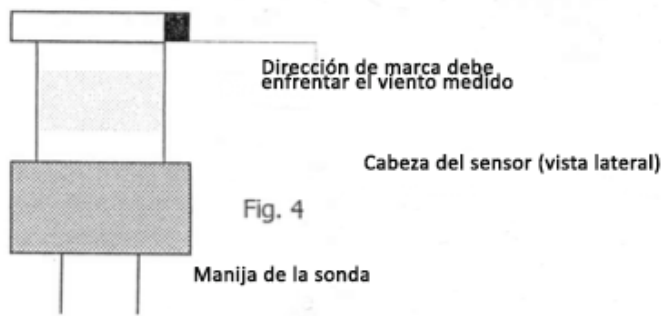 Dirección de marca debe
enfrentar el viento medido
Cabeza del sensor (vista lateral)
Fig. 4
Manija de la sonda